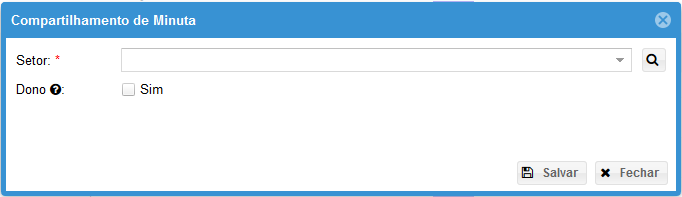 Compartilhamento de Minuta
Setor: *
Dono ?: Sim
Salvar Fechar